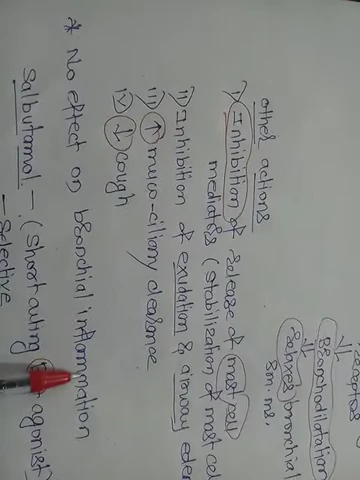 Bronchodilatation
Relaxes bronchial
sm. ms.
other actions
i) Inhibition of release of mast cell
mediators (stabilization of mast cel
ii) Inhibition of exudation & airway edem
iii) ↑ muco-ciliary clearance
iv) ↓ cough
* No effect on bronchial inflammation
Salbutamol - (short acting agonist)
- Selective